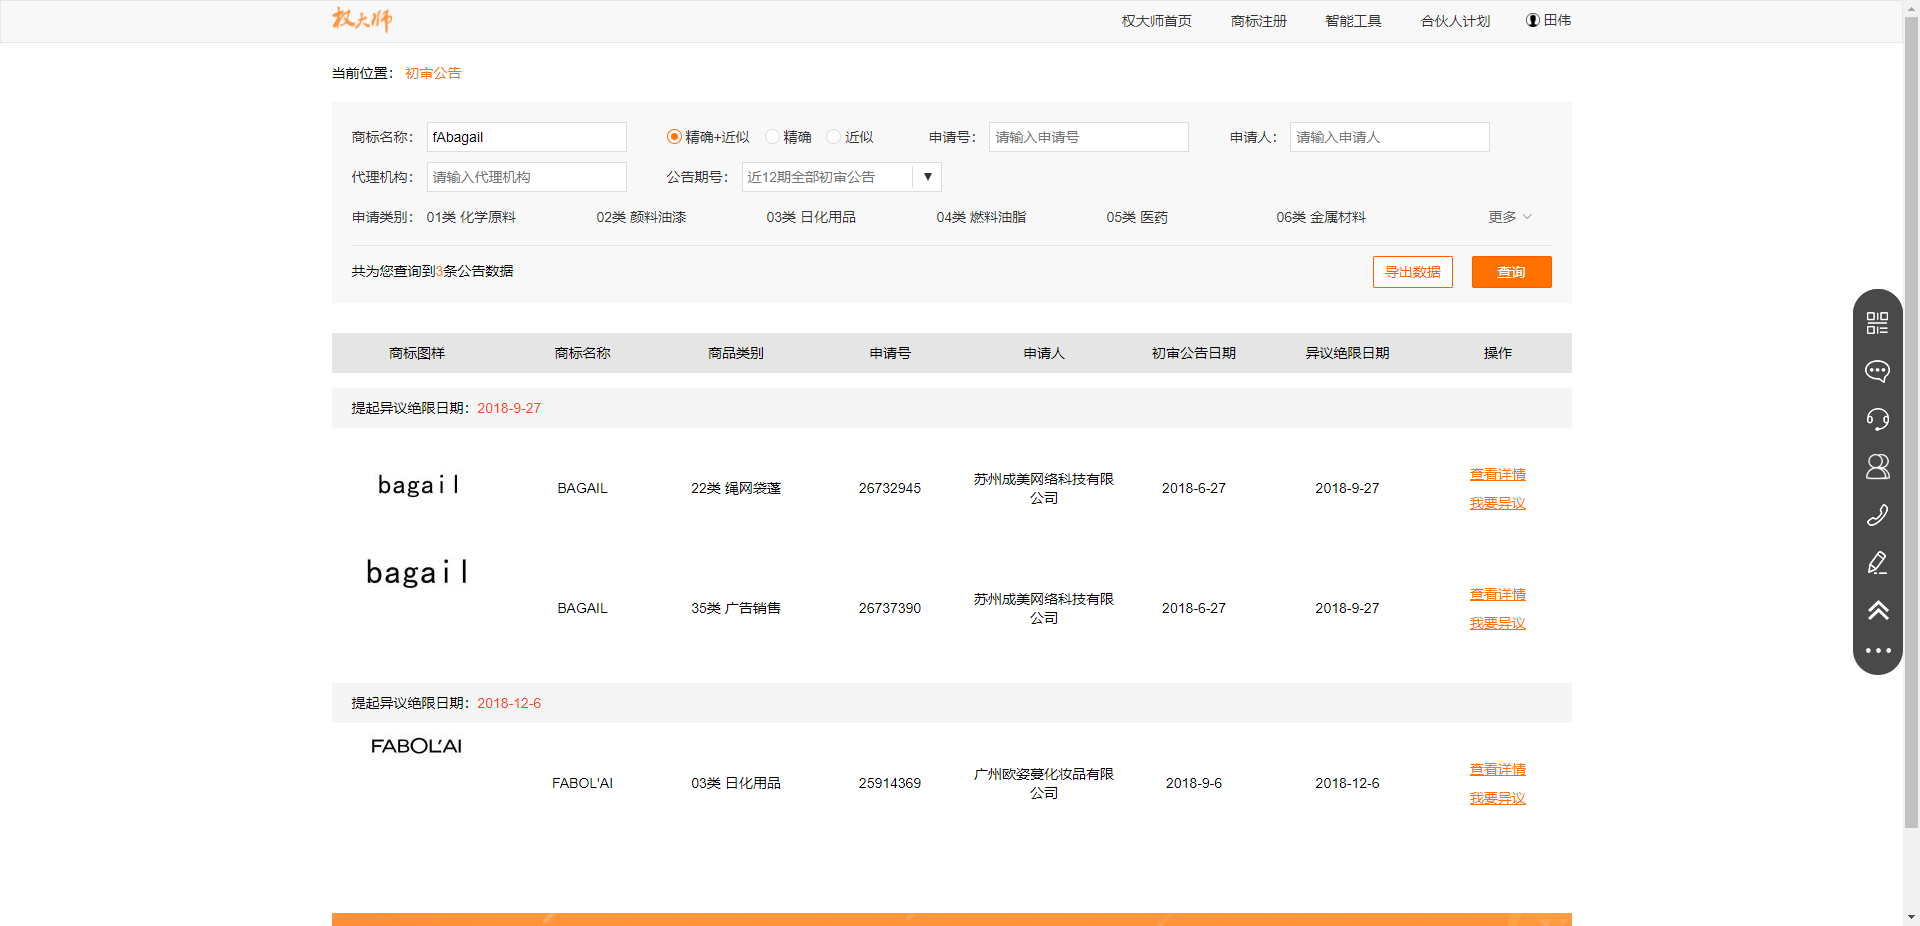 权大师 权大师首页 商标注册 智能工具 合伙人计划 田伟
当前位置： 初审公告
商标名称： fAbagail 精确+近似 精确 近似 申请号： 请输入申请号 申请人： 请输入申请人
代理机构： 请输入代理机构 公告期号： 近12期全部初审公告
申请类别： 01类 化学原料 02类 颜料油漆 03类 日化用品 04类 燃料油脂 05类 医药 06类 金属材料 更多
共为您查询到3条公告数据 导出数据 查询
商标图样 商标名称 商品类别 申请号 申请人 初审公告日期 异议绝限日期 操作
提起异议绝限日期：2018-9-27
bagail BAGAIL 22类 绳网袋蓬 26732945 苏州成美网络科技有限公司 2018-6-27 2018-9-27 查看详情
我要异议
bagail
BAGAIL 35类 广告销售 26737390 苏州成美网络科技有限公司 2018-6-27 2018-9-27 查看详情
我要异议
提起异议绝限日期：2018-12-6
FABOL'AI
FABOL'AI 03类 日化用品 25914369 广州欧姿蔓化妆品有限公司 2018-9-6 2018-12-6 查看详情
我要异议